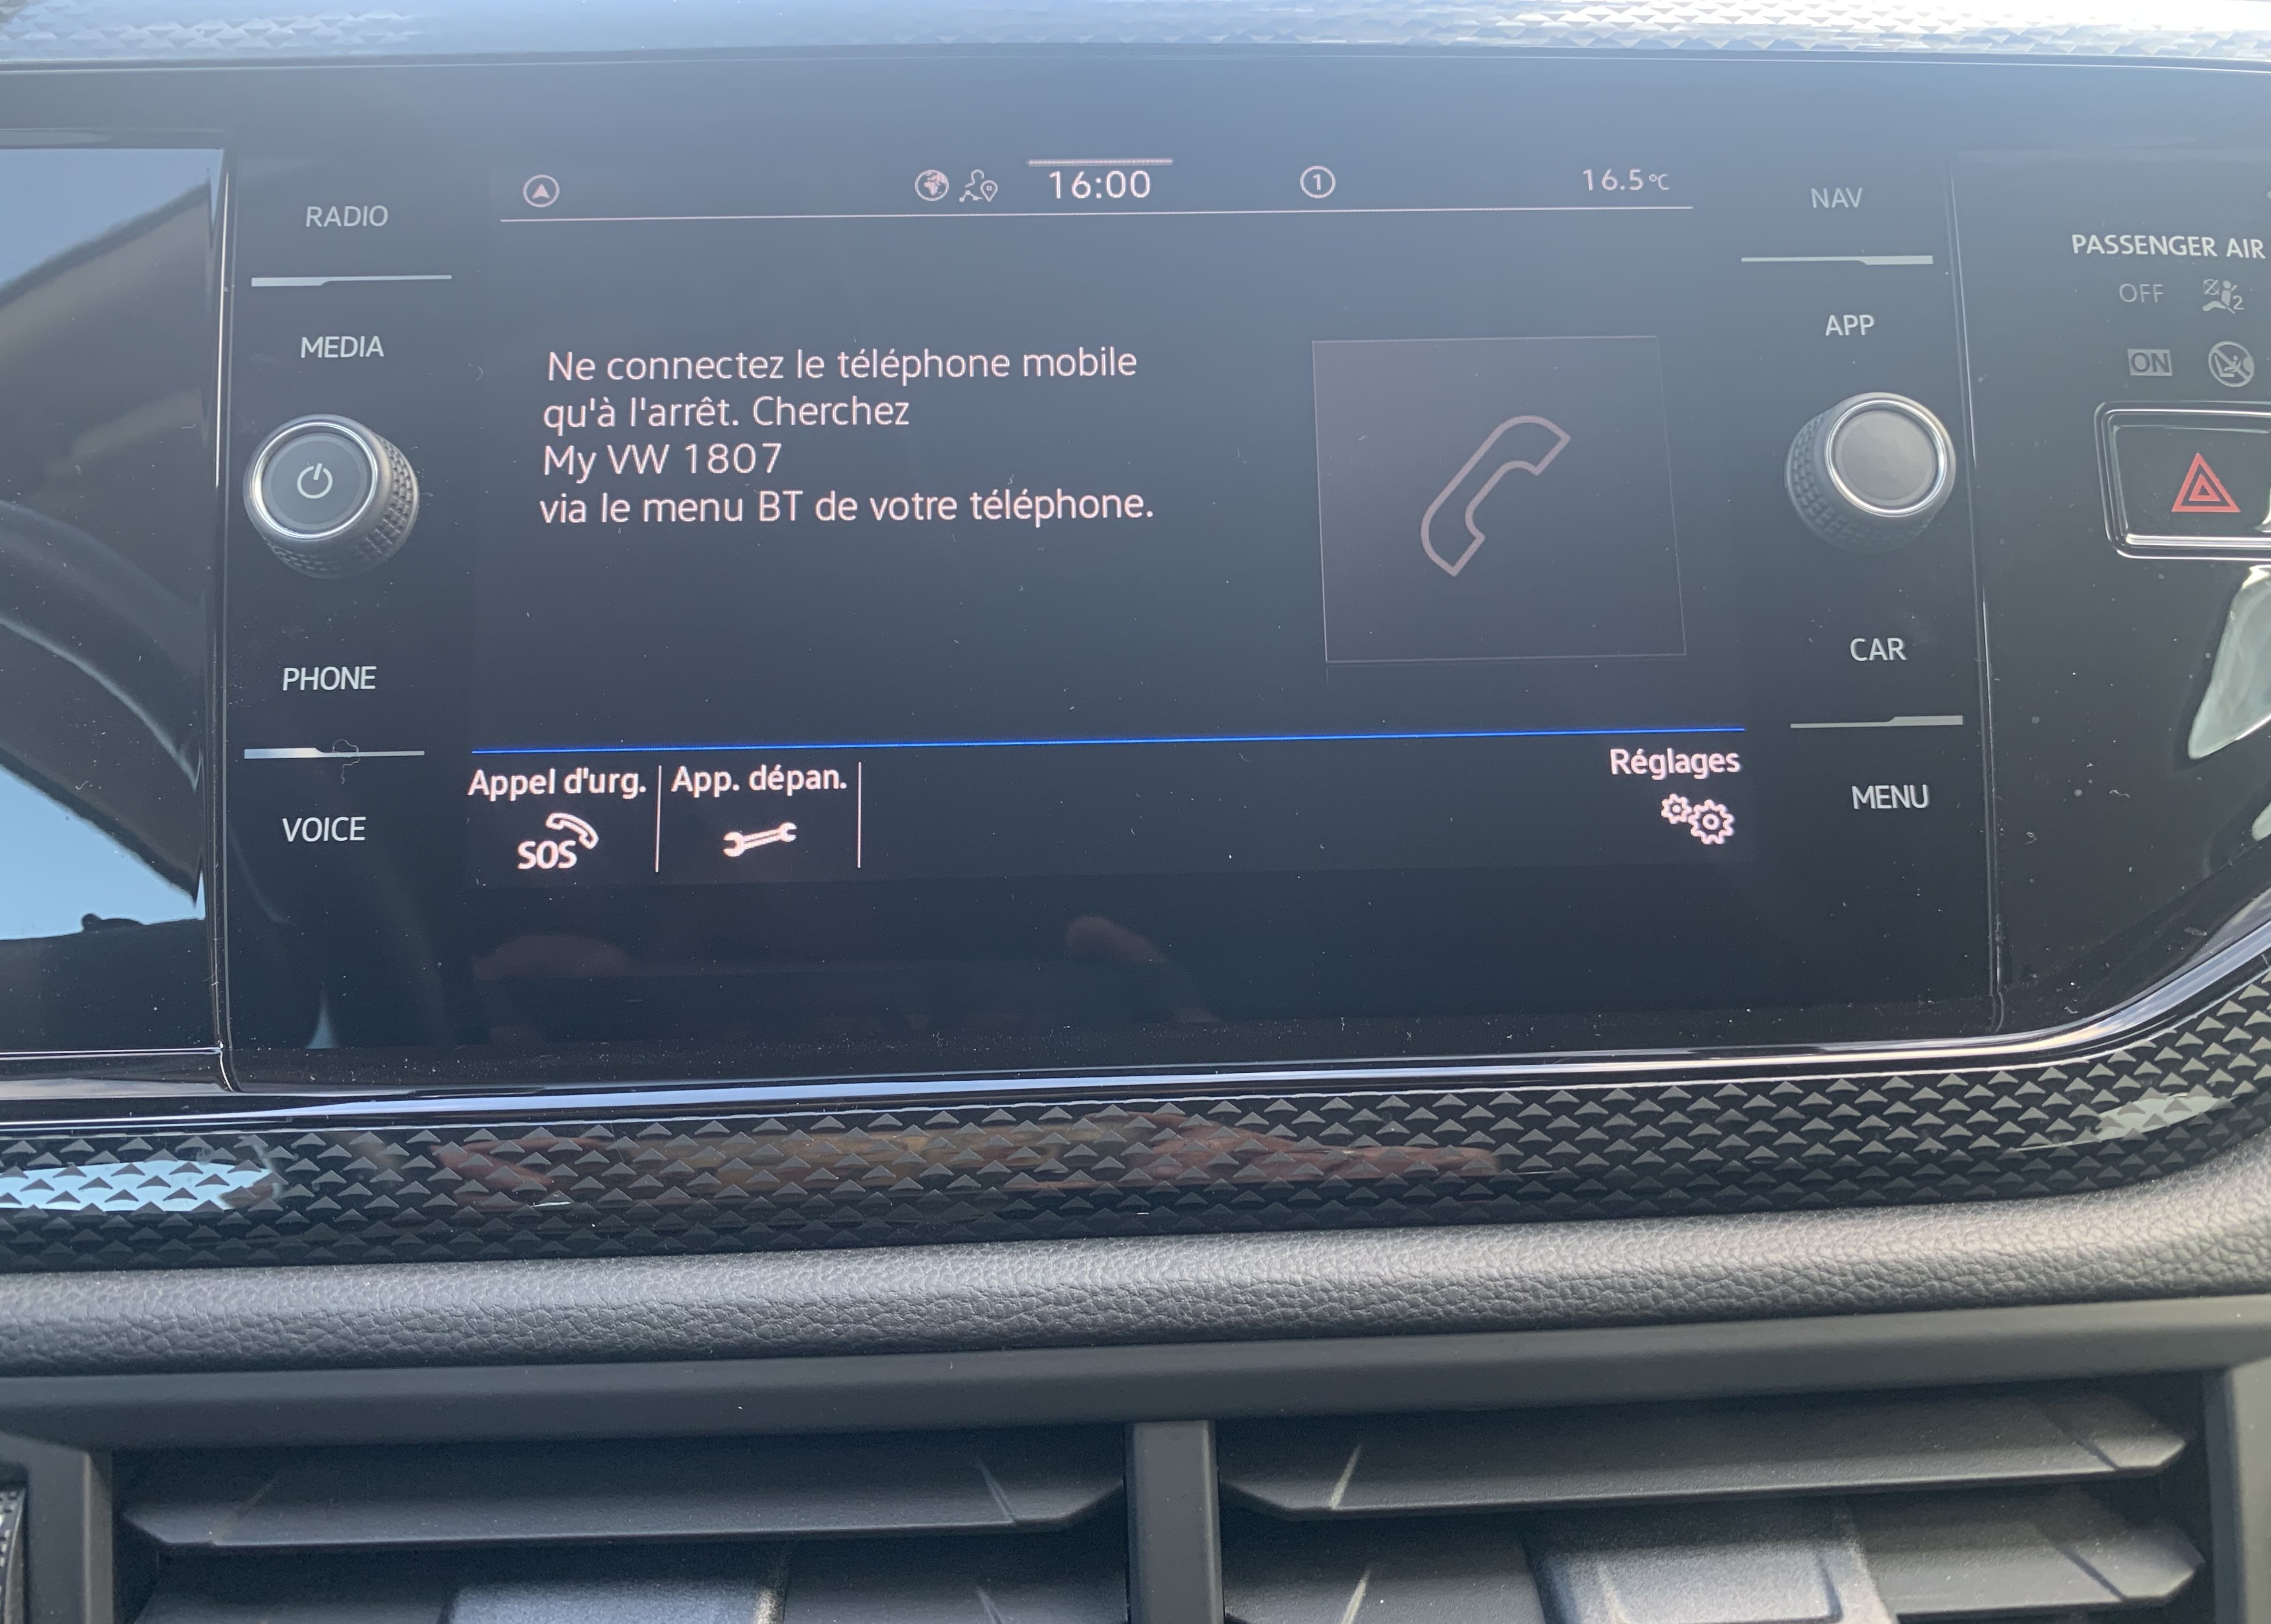 16:00
1
16.5°C
RADIO
MEDIA
PHONE
VOICE
Ne connectez le téléphone mobile
qu'à l'arrêt. Cherchez
My VW 1807
via le menu BT de votre téléphone.
Appel d'urg.
SOS
App. dépan.
Réglages
NAV
APP
CAR
MENU
PASSENGER AIR
OFF
2
ON